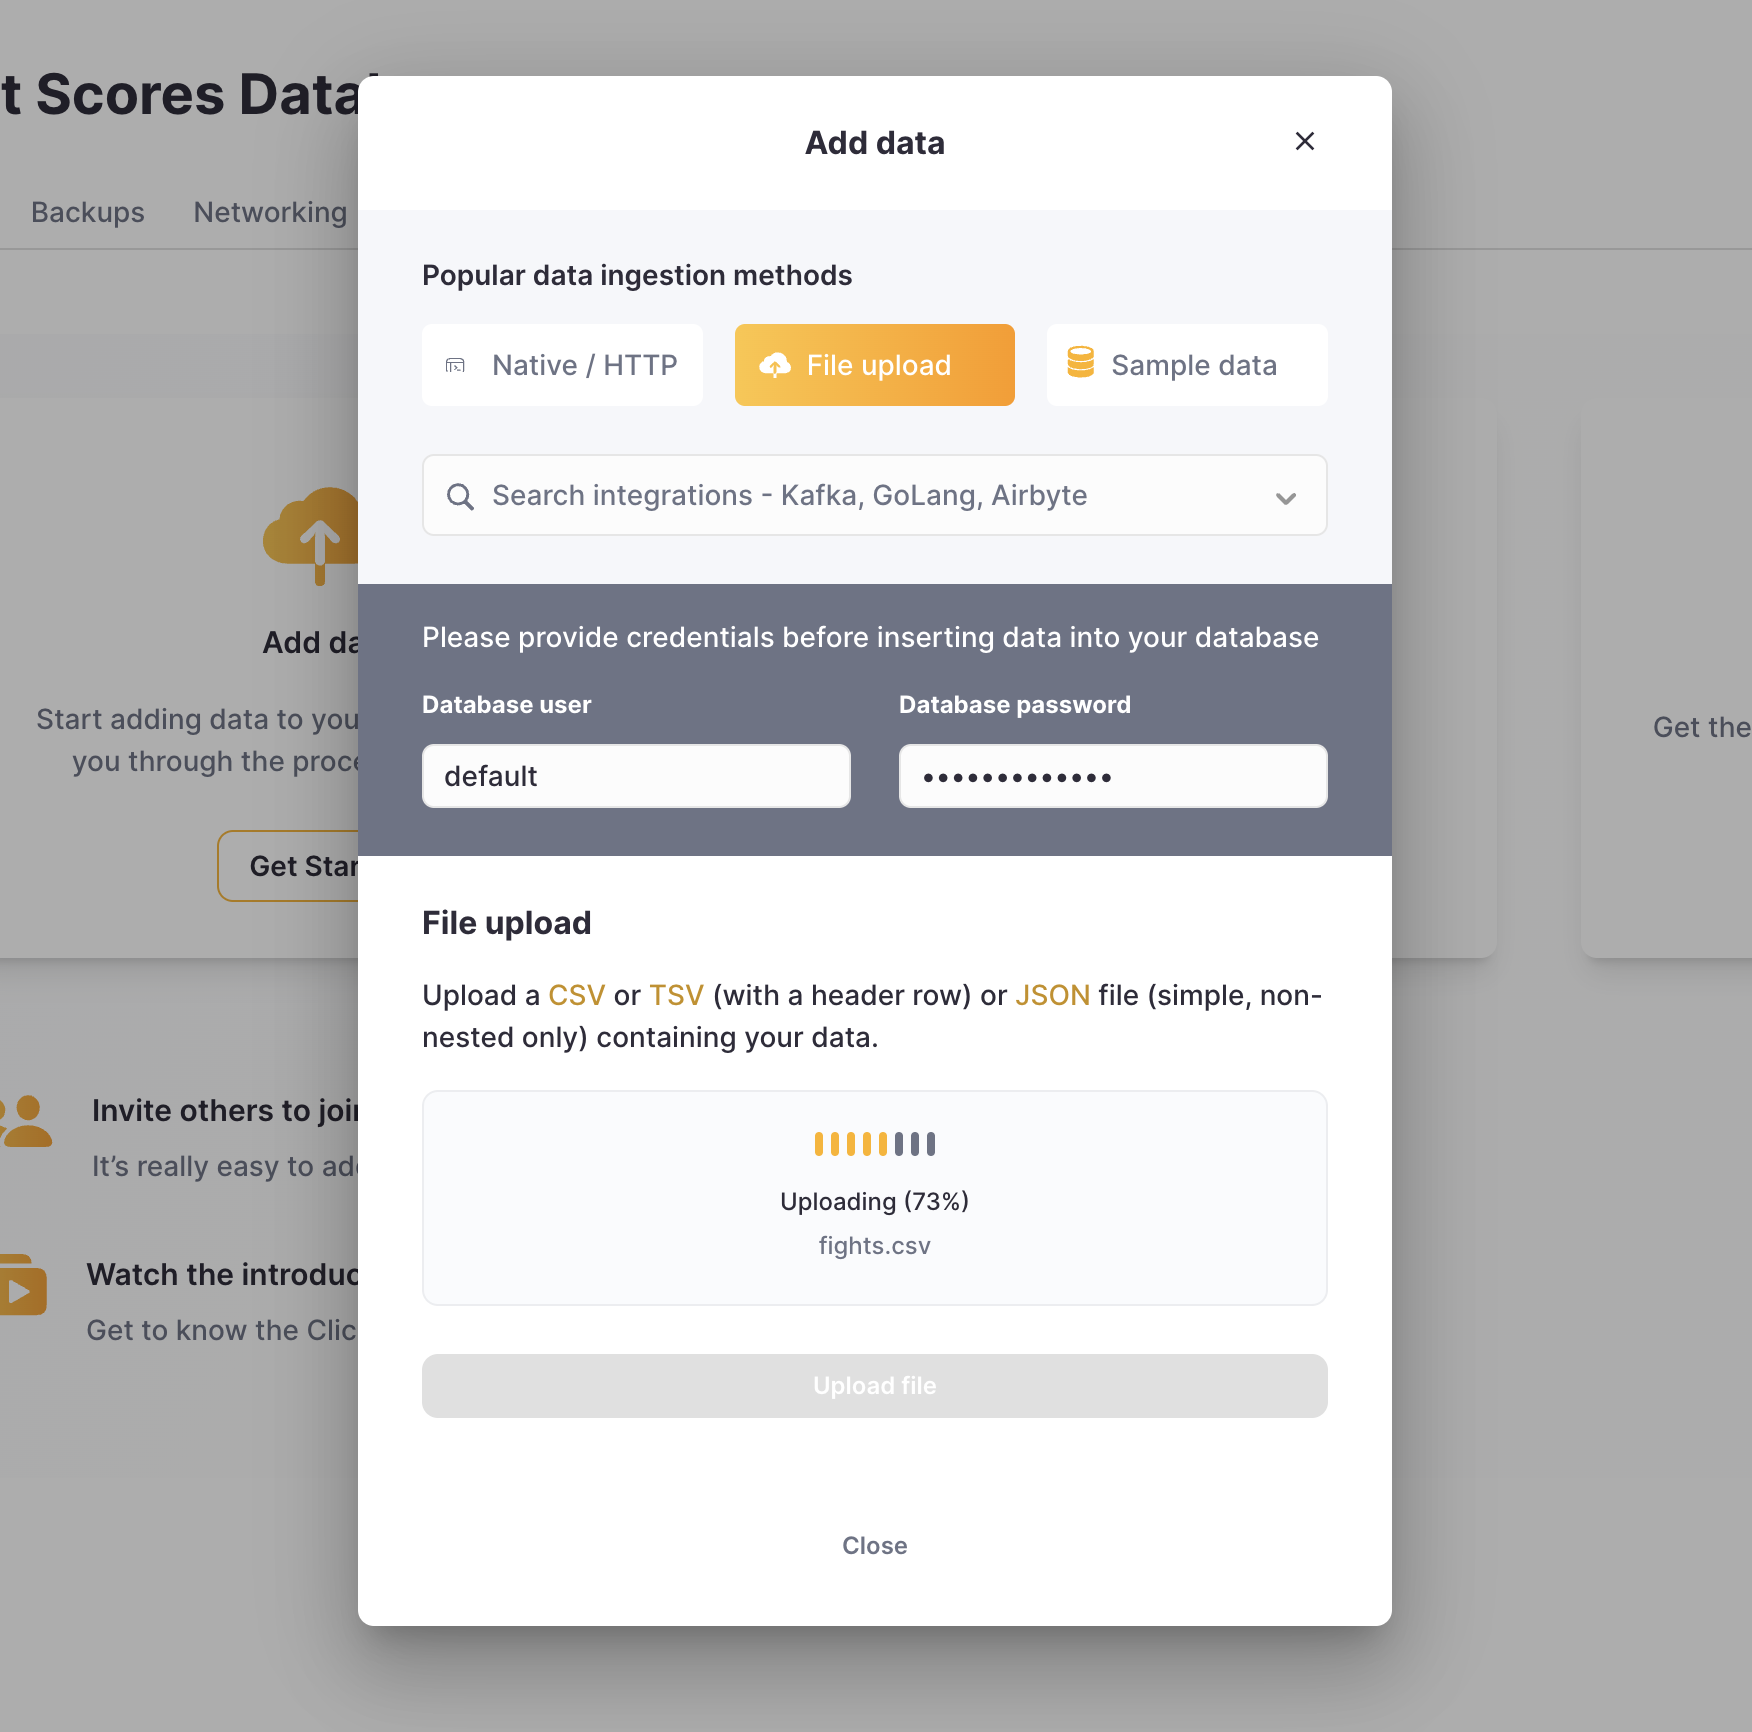 t Scores Data
Backups
Networking
Add data
Popular data ingestion methods
Native / HTTP
File upload
Sample data
Search integrations - Kafka, GoLang, Airbyte
Please provide credentials before inserting data into your database
Database user
Database password
default
•••••••••••••
File upload
Upload a CSV or TSV (with a header row) or JSON file (simple, non-
nested only) containing your data.
Uploading (73%)
fights.csv
Upload file
Close
Add da
Start adding data to you
you through the proce
Get Star
Get the
Invite others to join
It's really easy to add
Watch the introduc
Get to know the Clic